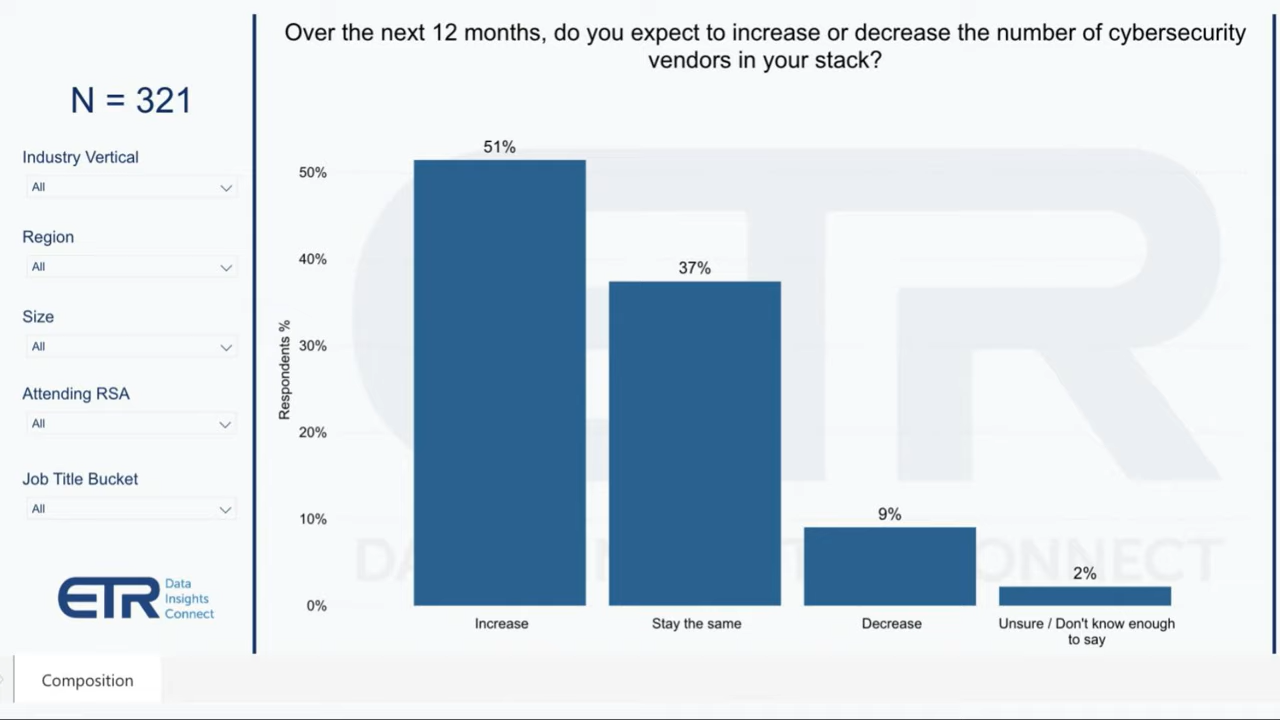 N = 321
Industry Vertical
All
Region
All
Size
All
Attending RSA
All
Job Title Bucket
All
ETR Data
Insights
Connect
Over the next 12 months, do you expect to increase or decrease the number of cybersecurity
vendors in your stack?
Respondents %
50%
40%
30%
20%
10%
0%
51%
37%
9%
2%
Increase
Stay the same
Decrease
Unsure / Don't know enough
to say
ETR
Composition